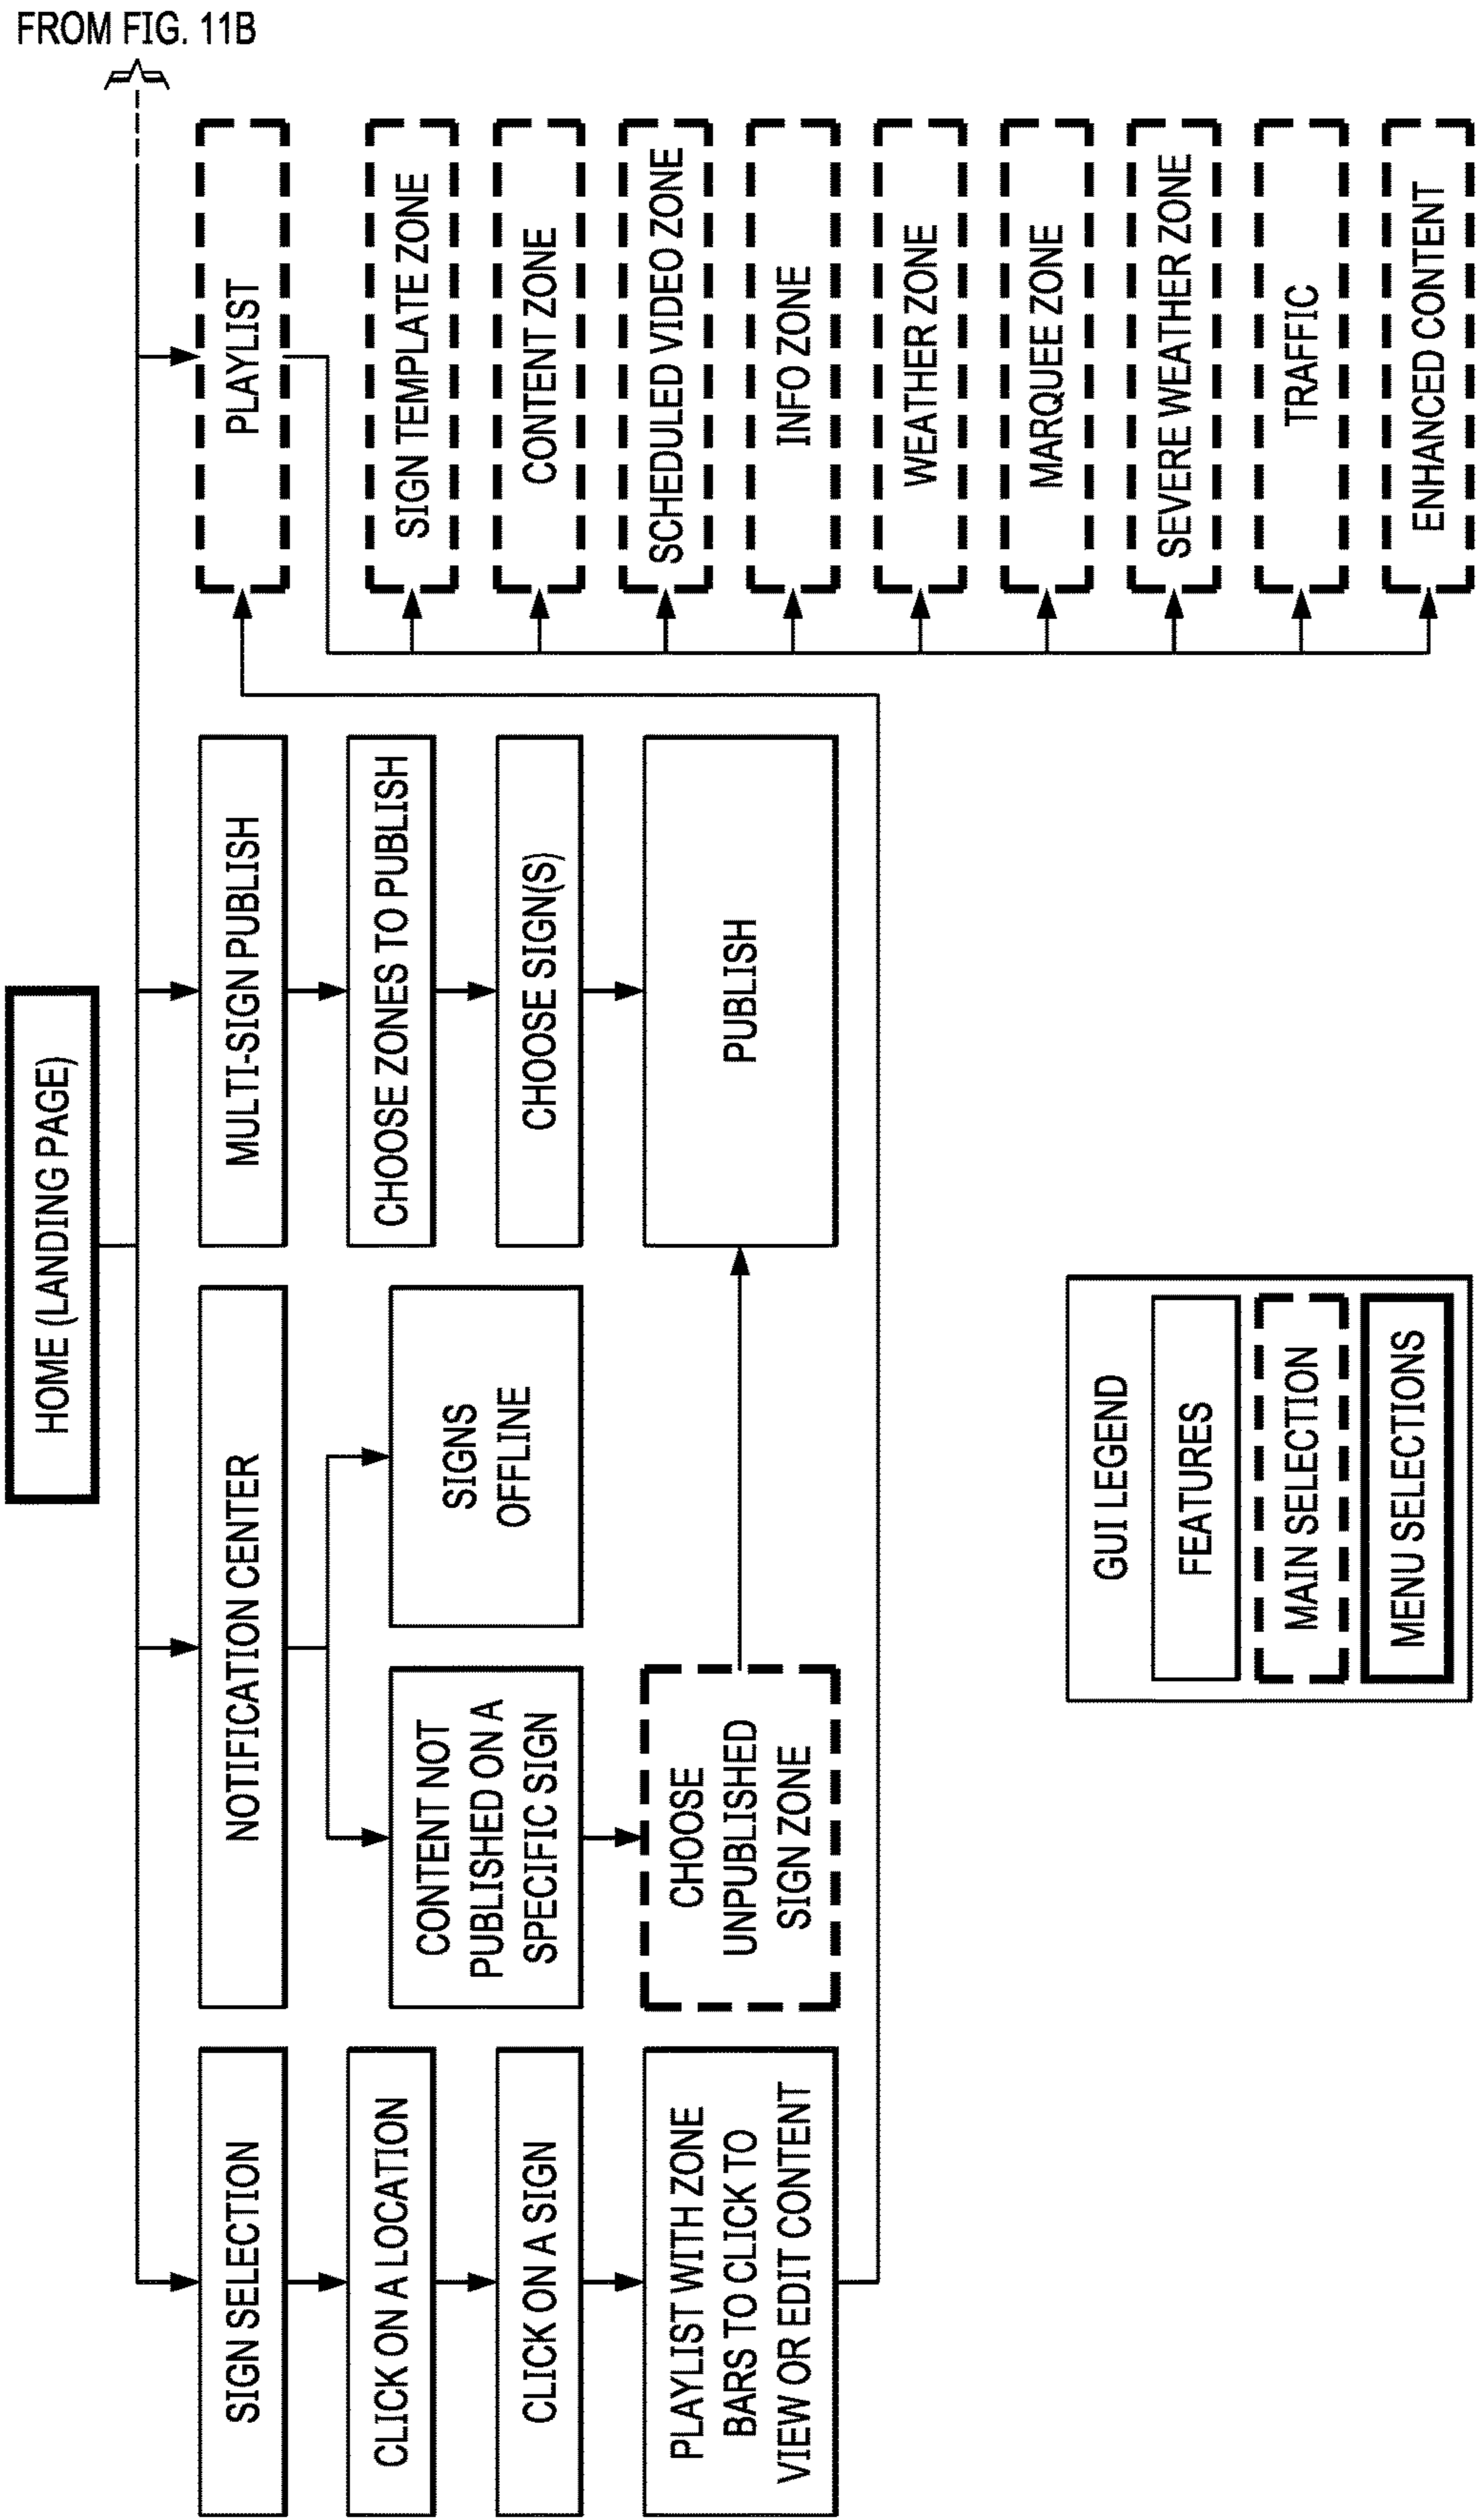 FROM FIG. 11B
HOME (LANDING PAGE)
SIGN SELECTION
CLICK ON A LOCATION
CLICK ON A SIGN
PLAYLIST WITH ZONE
BARS TO CLICK TO
VIEW OR EDIT CONTENT
NOTIFICATION CENTER
CONTENT NOT
PUBLISHED ON A
SPECIFIC SIGN
SIGNS
OFFLINE
CHOOSE
UNPUBLISHED
SIGN ZONE
MULTI-SIGN PUBLISH
CHOOSE ZONES TO PUBLISH
CHOOSE SIGN(S)
PUBLISH
PLAYLIST
SIGN TEMPLATE ZONE
CONTENT ZONE
SCHEDULED VIDEO ZONE
INFO ZONE
WEATHER ZONE
MARQUEE ZONE
SEVERE WEATHER ZONE
TRAFFIC
ENHANCED CONTENT
GUI LEGEND
FEATURES
MAIN SELECTION
MENU SELECTIONS